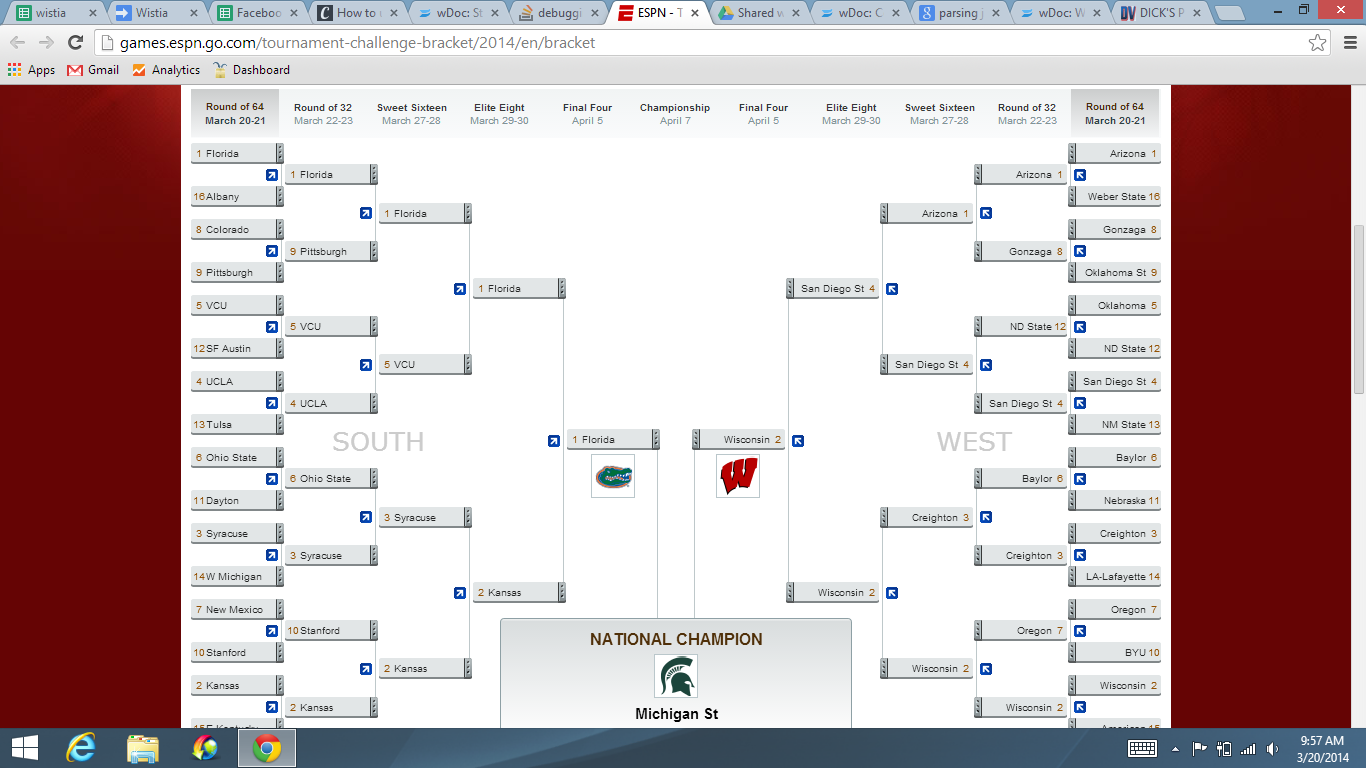 wistia
Wistia
Faceboo
How to u
wDoc: St
debuggi
ESPN - T
Shared w
wDoc: C
parsing j
wDoc: W
DICK'S P
games.espn.go.com/tournament-challenge-bracket/2014/en/bracket
Apps Gmail Analytics Dashboard
Round of 64 Round of 32 Sweet Sixteen Elite Eight Final Four Championship Final Four Elite Eight Sweet Sixteen Round of 32 Round of 64
March 20-21 March 22-23 March 27-28 March 29-30 April 5 April 7 April 5 March 29-30 March 27-28 March 22-23 March 20-21
1 Florida Arizona 1
1 Florida Arizona 1
16 Albany Weber State 16
1 Florida Arizona 1
8 Colorado Gonzaga 8
9 Pittsburgh Gonzaga 8
9 Pittsburgh Oklahoma St 9
1 Florida San Diego St 4
5 VCU Oklahoma 5
5 VCU ND State 12
12 SF Austin ND State 12
5 VCU San Diego St 4
4 UCLA San Diego St 4
4 UCLA San Diego St 4
13 Tulsa NM State 13
SOUTH 1 Florida Wisconsin 2 WEST
6 Ohio State Baylor 6
6 Ohio State Baylor 6
11 Dayton Nebraska 11
3 Syracuse Creighton 3
3 Syracuse Creighton 3
3 Syracuse Creighton 3
14 W Michigan LA-Lafayette 14
2 Kansas Wisconsin 2
7 New Mexico Oregon 7
10 Stanford Oregon 7
NATIONAL CHAMPION
10 Stanford BYU 10
2 Kansas Wisconsin 2
2 Kansas Wisconsin 2
2 Kansas Wisconsin 2
Michigan St
9:57 AM
3/20/2014